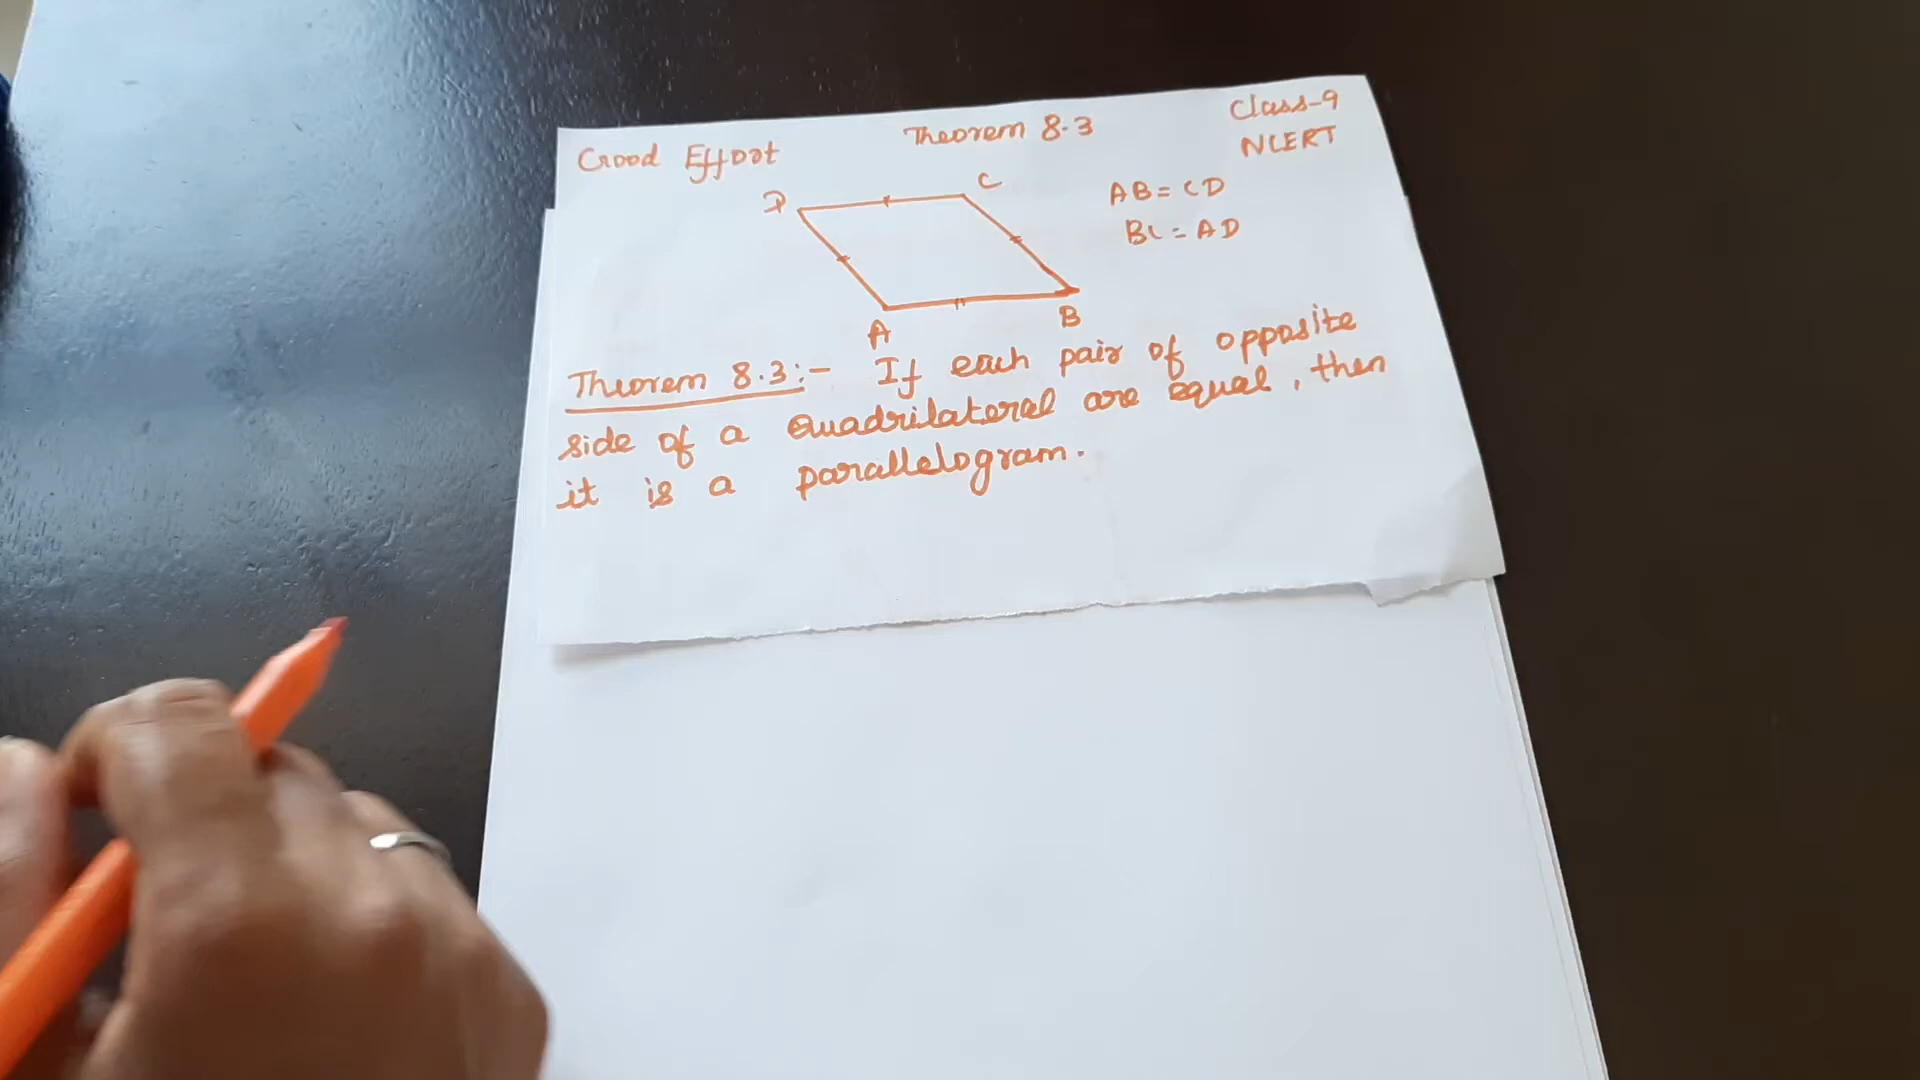 Good Effort
Theorem 8.3
Class-9
NCERT
D
C
AB = CD
BC = AD
A
B
Theorem 8.3:- If each pair of opposite
side of a quadrilateral are equal, then
it is a parallelogram.